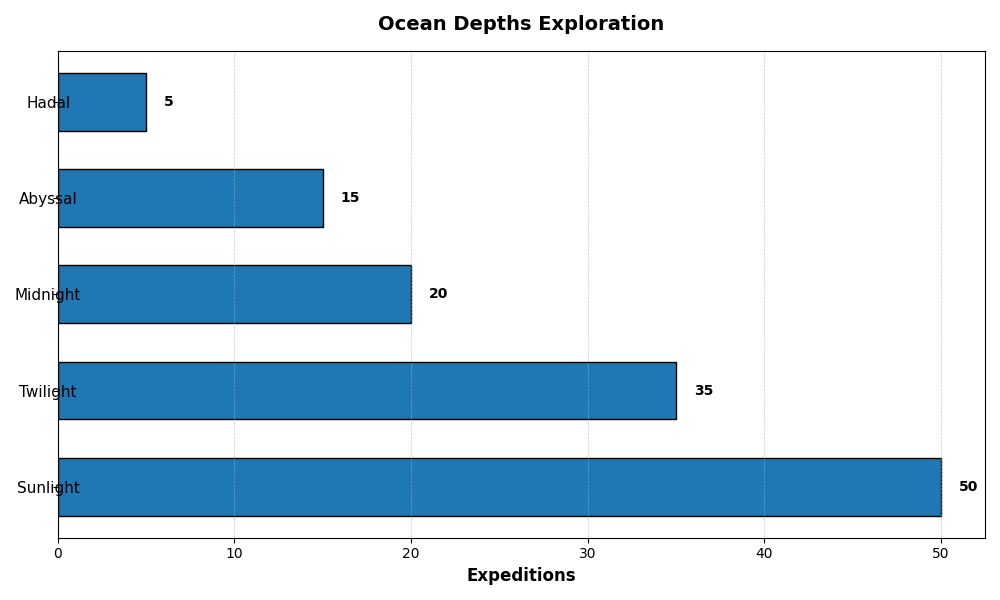 Ocean Depths Exploration
Hadal 5
Abyssal 15
Midnight 20
Twilight 35
Sunlight 50
0 10 20 30 40 50
Expeditions